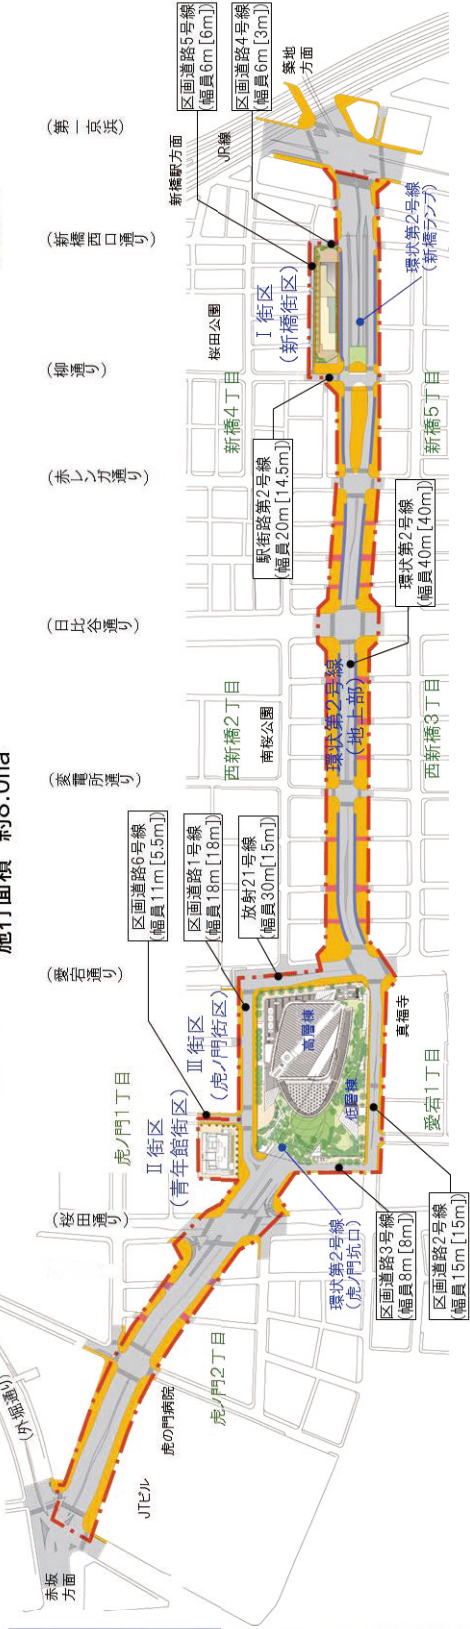 施行面積 約8.0ha
(外堀通り)
(桜田通り)
(愛宕通り)
(変電所通り)
(日比谷通り)
(赤レンガ通り)
(柳通り)
(新橋西口通り)
(第一京浜)
赤坂
方面
JTビル
虎の門病院
虎ノ門2丁目
虎ノ門1丁目
Ⅱ街区
(青年館街区)
Ⅲ街区
(虎ノ門街区)
区画道路6号線
(幅員11m[5.5m])
区画道路1号線
(幅員18m[18m])
放射21号線
(幅員30m[15m])
高層棟
低層棟
環状第2号線
(虎ノ門坑口)
区画道路3号線
(幅員8m[8m])
区画道路2号線
(幅員15m[15m])
愛宕1丁目
真福寺
西新橋2丁目
南桜公園
環状第2号線
(地上部)
西新橋3丁目
環状第2号線
(幅員40m[40m])
駅街路第2号線
(幅員20m[14.5m])
新橋4丁目
桜田公園
新橋5丁目
Ⅰ街区
(新橋街区)
環状第2号線
(新橋ランプ)
新橋駅方面
JR線
区画道路5号線
(幅員6m[6m])
区画道路4号線
(幅員6m[3m])
築地
方面